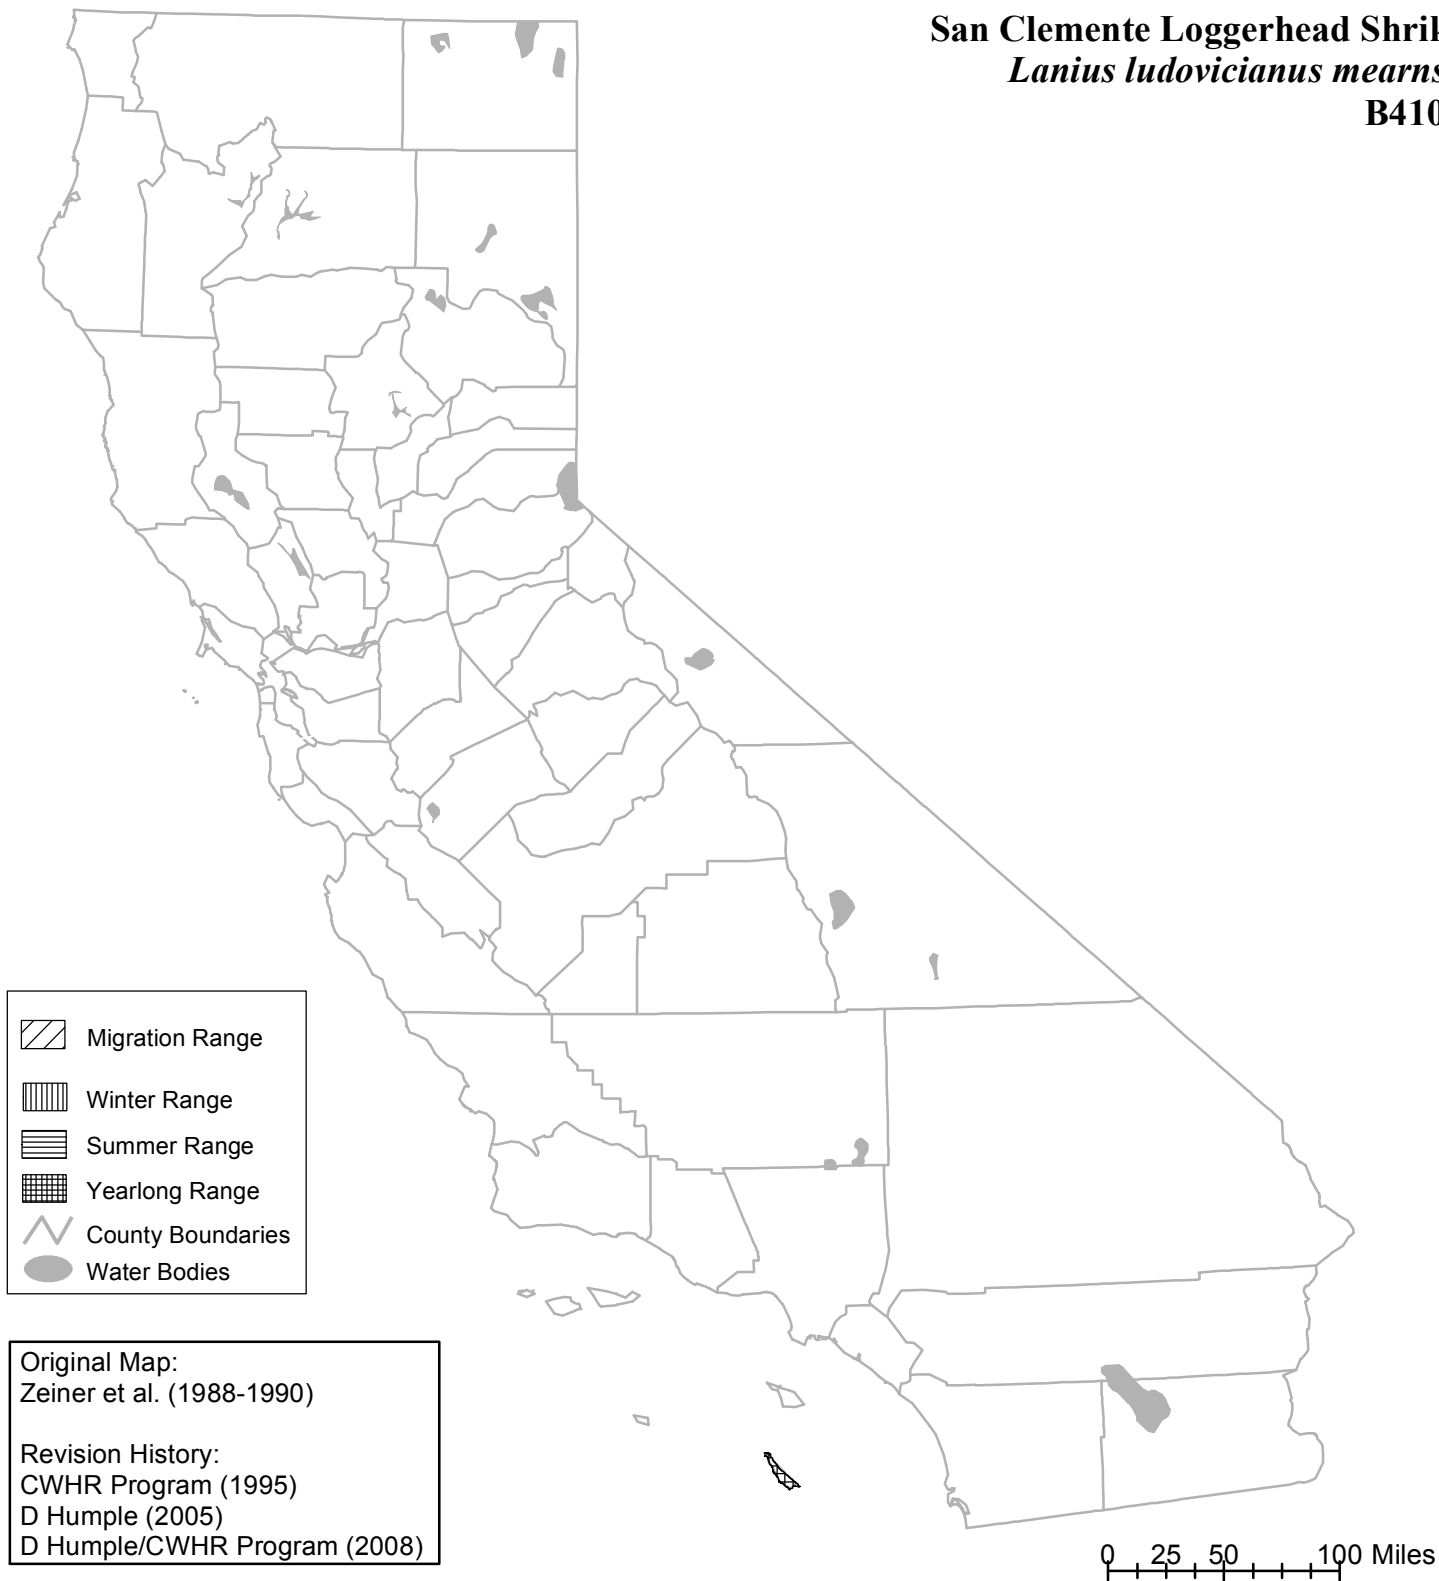 San Clemente Loggerhead Shrik
Lanius ludovicianus mearns
B410
Migration Range
Winter Range
Summer Range
Yearlong Range
County Boundaries
Water Bodies
Original Map:
Zeiner et al. (1988-1990)
Revision History:
CWHR Program (1995)
D Humple (2005)
D Humple/CWHR Program (2008)
0 25 50 100 Miles